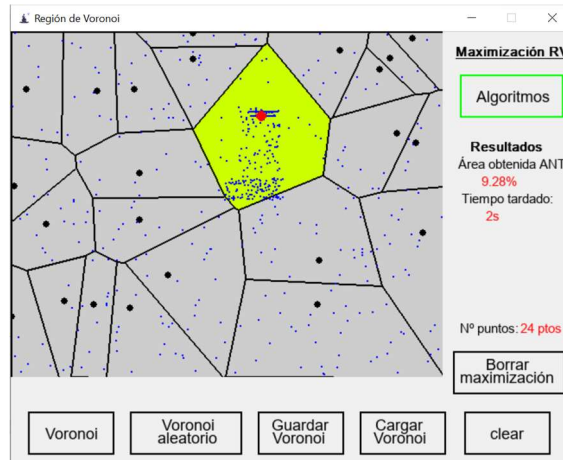 Región de Voronoi
Maximización RV
Algoritmos
Resultados
Área obtenida ANT
9.28%
Tiempo tardado:
2s
Nº puntos: 24 ptos
Borrar
maximización
Voronoi
Voronoi
aleatorio
Guardar
Voronoi
Cargar
Voronoi
clear